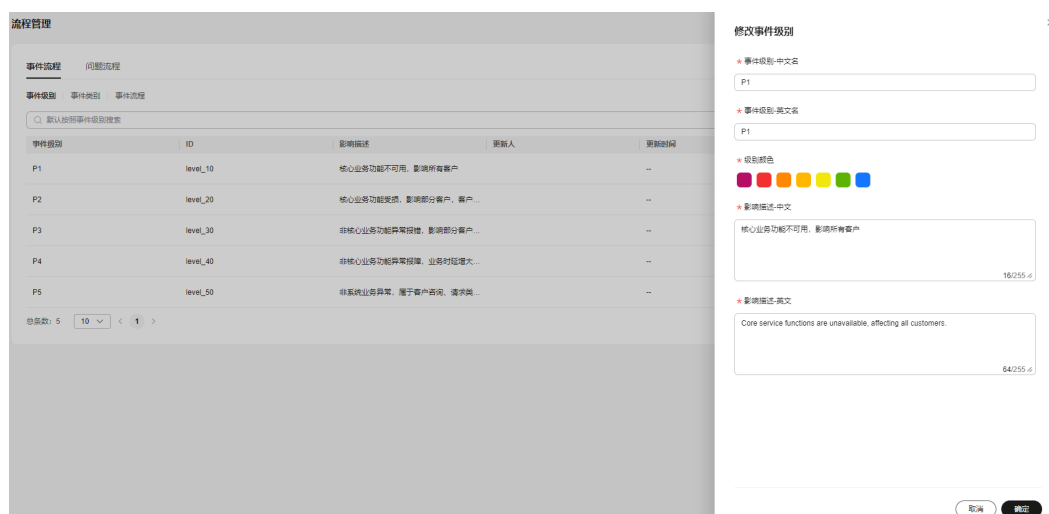 流程管理
事件流程 问题流程
事件级别 事件类别 事件流程
默认按照事件级别搜索
事件级别 ID 影响描述 更新人 更新时间
P1 level_10 核心业务功能不可用，影响所有客户 --
P2 level_20 核心业务功能受损，影响部分客户，客户... --
P3 level_30 非核心业务功能异常报错，影响部分客户... --
P4 level_40 非核心业务功能异常报障，业务时延增大... --
P5 level_50 非系统业务异常，属于客户咨询、请求类... --
总条数: 5 10 < 1 >
修改事件级别
* 事件级别-中文名
P1
* 事件级别-英文名
P1
* 级别颜色
* 影响描述-中文
核心业务功能不可用，影响所有客户
16/255
* 影响描述-英文
Core service functions are unavailable, affecting all customers.
64/255
取消 确定